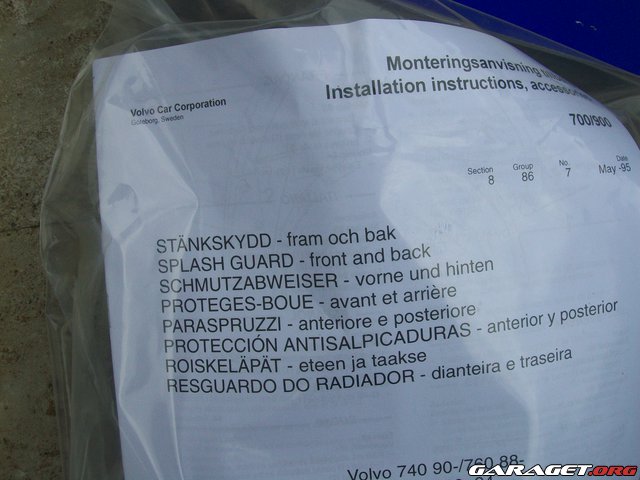 Monteringsanvisning
Installation instructions,
Volvo Car Corporation
Göteborg, Sweden
700/900
Section Group No. Date
8 86 7 May -95
STÄNKSKYDD - fram och bak
SPLASH GUARD - front and back
SCHMUTZABWEISER - vorne und hinten
PROTEGES-BOUE - avant et arrière
PARASPRUZZI - anteriore e posteriore
PROTECCIÓN ANTISALPICADURAS - anterior y posterior
ROISKELÄPÄT - eteen ja taakse
RESGUARDO DO RADIADOR - dianteira e traseira
Volvo 740 90-/760 88-
GARAGET.ORG